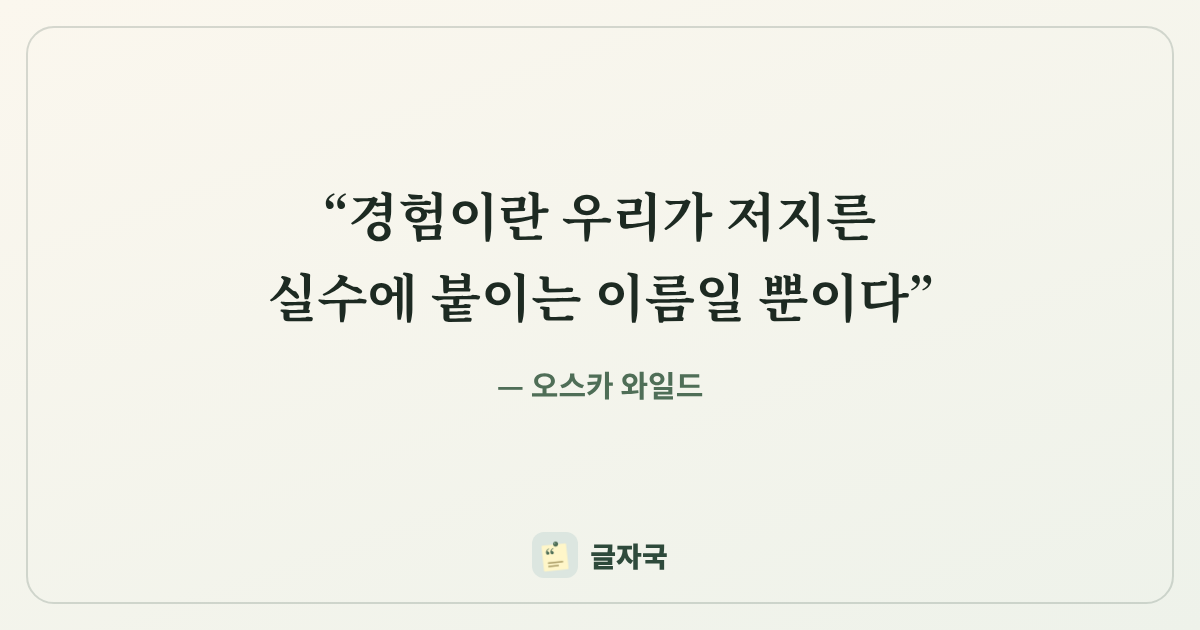 “경험이란 우리가 저지른
실수에 붙이는 이름일 뿐이다”
— 오스카 와일드
글자국